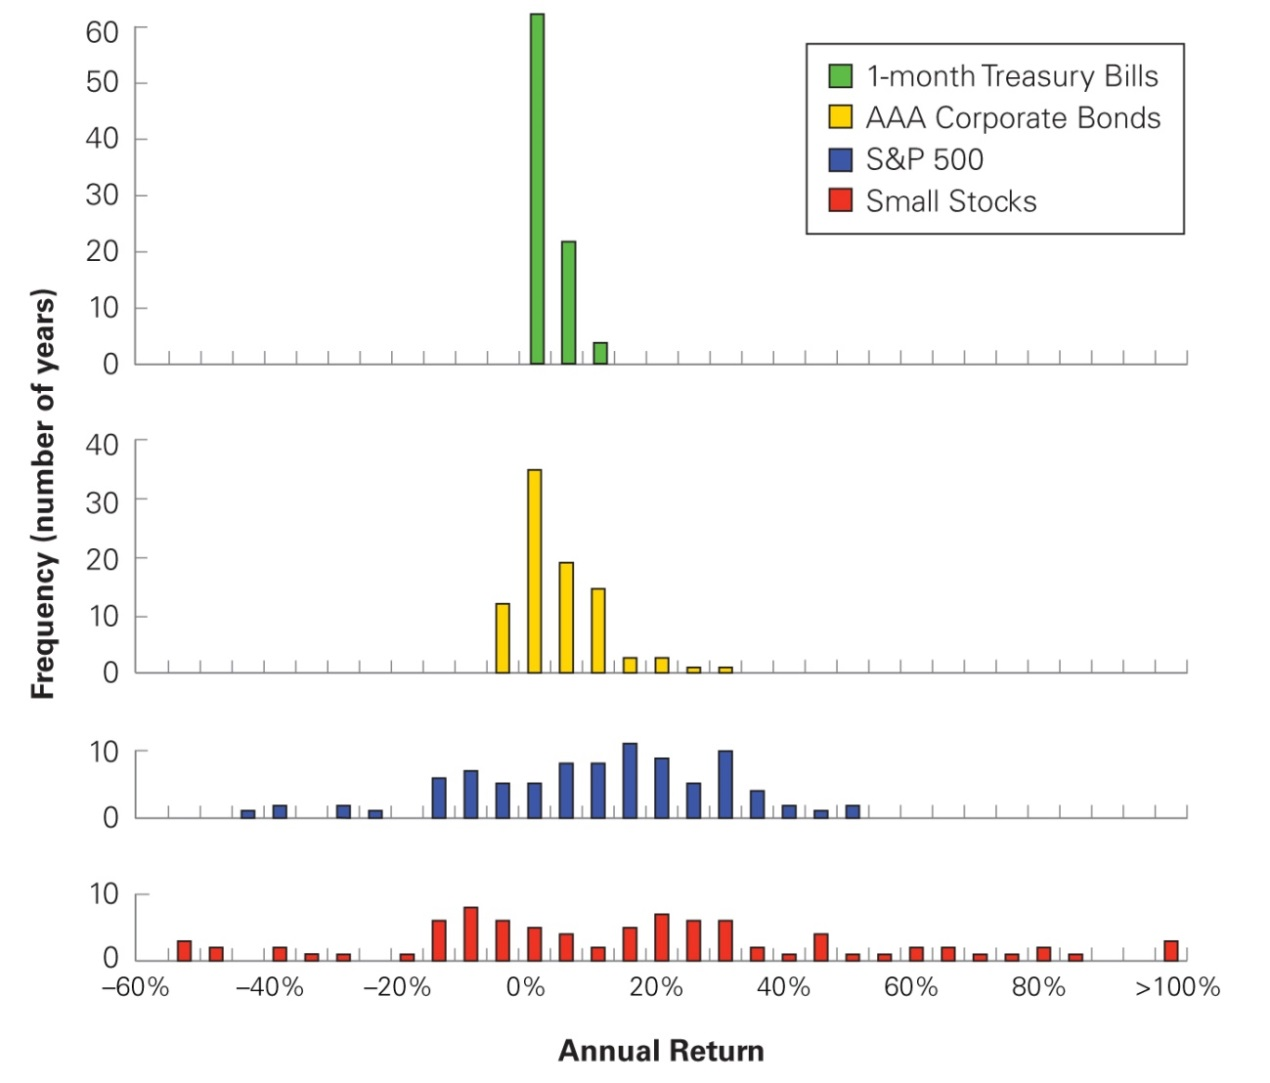 60
50
40
30
20
10
0
1-month Treasury Bills
AAA Corporate Bonds
S&P 500
Small Stocks
Frequency (number of years)
40
30
20
10
0
10
0
10
0
–60% –40% –20% 0% 20% 40% 60% 80% >100%
Annual Return